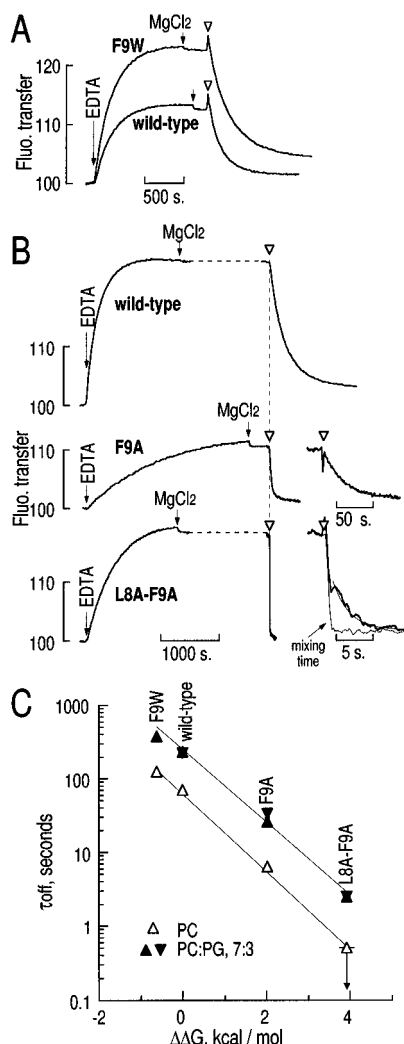 A
F9W
MgCl2
120
EDTA
110
wild-type
100
Fluo. transfer
500 s.
B
MgCl2
EDTA
wild-type
110
100
MgCl2
F9A
110
EDTA
100
50 s.
Fluo. transfer
MgCl2
L8A-F9A
110
EDTA
100
1000 s.
mixing
time
5 s.
C
1000
F9W
wild-type
100
F9A
10
L8A-F9A
1
PC
PC:PG, 7:3
0.1
τoff, seconds
-2 0 2 4 6
ΔΔG, kcal / mol